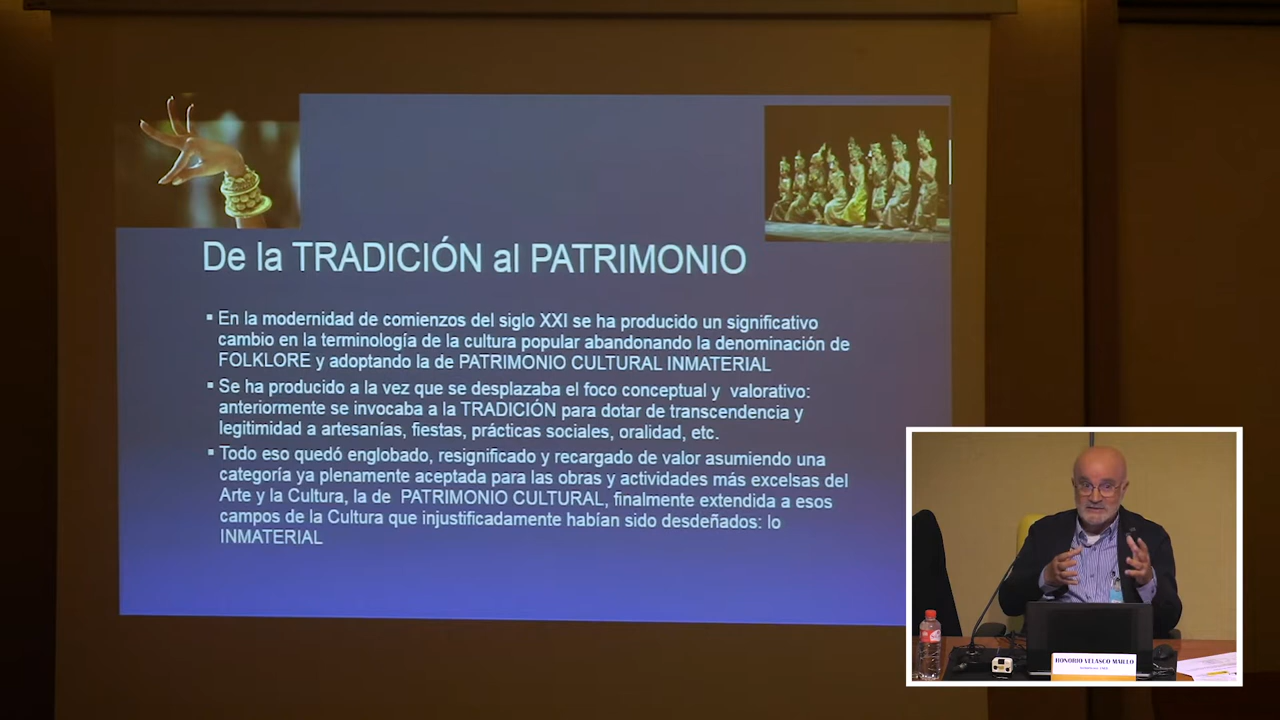 De la TRADICIÓN al PATRIMONIO
▪ En la modernidad de comienzos del siglo XXI se ha producido un significativo
cambio en la terminología de la cultura popular abandonando la denominación de
FOLKLORE y adoptando la de PATRIMONIO CULTURAL INMATERIAL
▪ Se ha producido a la vez que se desplazaba el foco conceptual y valorativo:
anteriormente se invocaba a la TRADICIÓN para dotar de transcendencia y
legitimidad a artesanías, fiestas, prácticas sociales, oralidad, etc.
▪ Todo eso quedó englobado, resignificado y recargado de valor asumiendo una
categoría ya plenamente aceptada para las obras y actividades más excelsas del
Arte y la Cultura, la de PATRIMONIO CULTURAL, finalmente extendida a esos
campos de la Cultura que injustificadamente habían sido desdeñados: lo
INMATERIAL
HONORIO VELASCO MAILLO